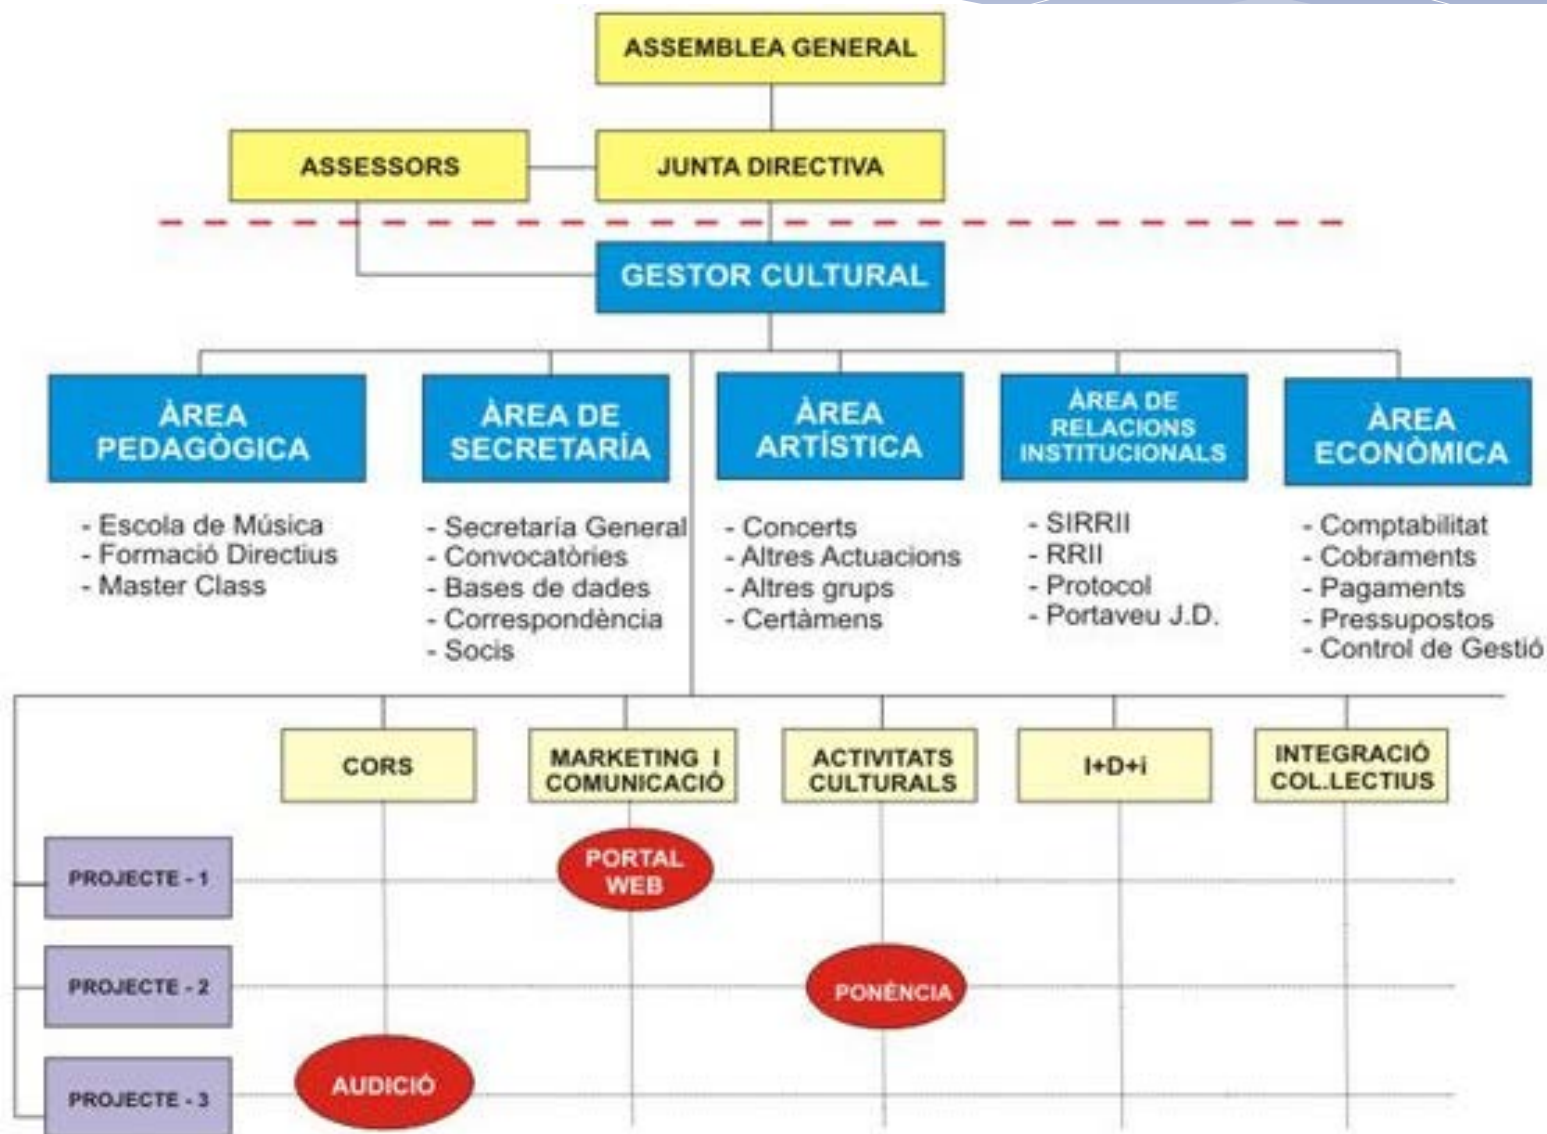 ASSEMBLEA GENERAL
ASSESSORS
JUNTA DIRECTIVA
GESTOR CULTURAL
ÀREA
PEDAGÒGICA
- Escola de Música
- Formació Directius
- Master Class
ÀREA DE
SECRETARÍA
- Secretaría General
- Convocatòries
- Bases de dades
- Correspondència
- Socis
ÀREA
ARTÍSTICA
- Concerts
- Altres Actuacions
- Altres grups
- Certàmens
ÀREA DE
RELACIONS
INSTITUCIONALS
- SIRRII
- RRII
- Protocol
- Portaveu J.D.
ÀREA
ECONÒMICA
- Comptabilitat
- Cobraments
- Pagaments
- Pressupostos
- Control de Gestió
CORS
MARKETING I
COMUNICACIÓ
ACTIVITATS
CULTURALS
I+D+i
INTEGRACIÓ
COL.LECTIUS
PROJECTE - 1
PORTAL
WEB
PROJECTE - 2
PONÈNCIA
PROJECTE - 3
AUDICIÓ